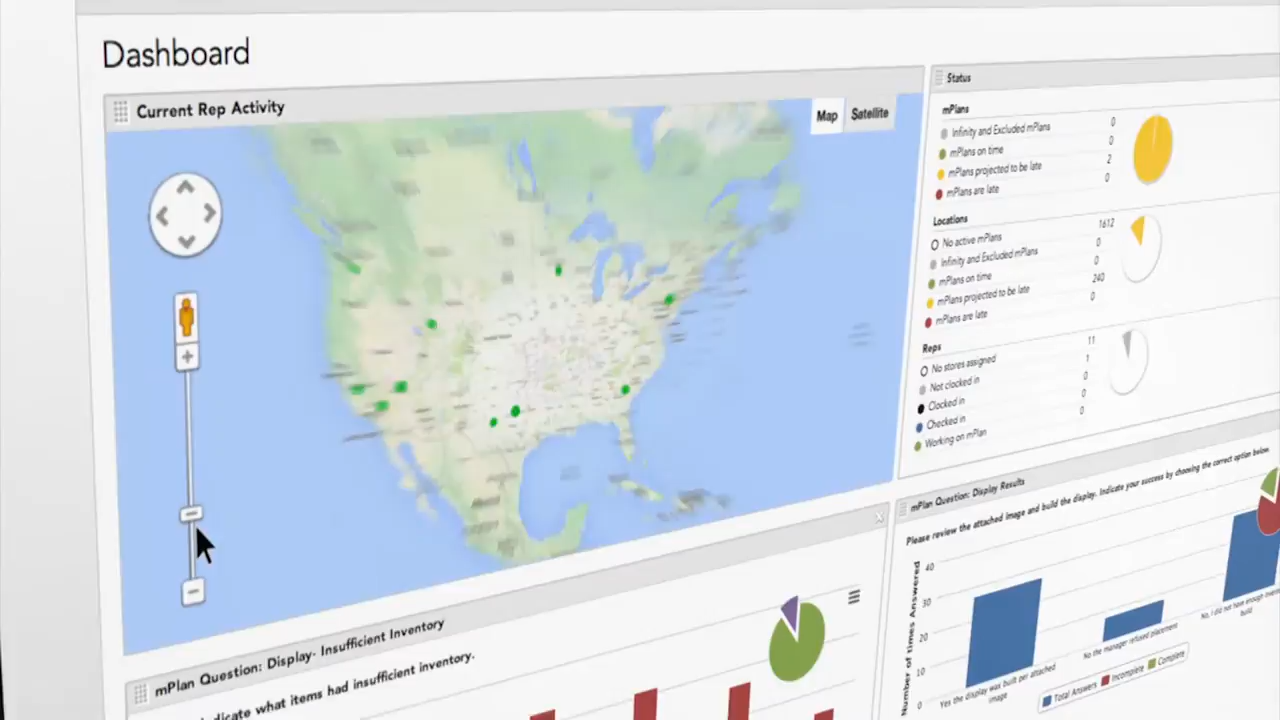 Dashboard
Current Rep Activity
Map
Satellite
Status
mPlans
Infinity and Excluded mPlans 0
mPlans on time 0
mPlans projected to be late 2
mPlans are late 0
Locations
No active mPlans 1612
Infinity and Excluded mPlans 0
mPlans on time 0
mPlans projected to be late 240
mPlans are late 0
Reps
No stores assigned 11
Not clocked in 1
Clocked in 0
Checked in 0
Working on mPlan 0
mPlan Question: Display- Insufficient Inventory
dicate what items had insufficient inventory.
mPlan Question: Display Results
Please review the attached image and build the display. Indicate your success by choosing the correct option below.
Number of times Answered
40
30
20
10
0
Yes the display was built per attached
image
No the manager refused placement
No, I did not have enough
build
Total Answers
Incomplete
Complete